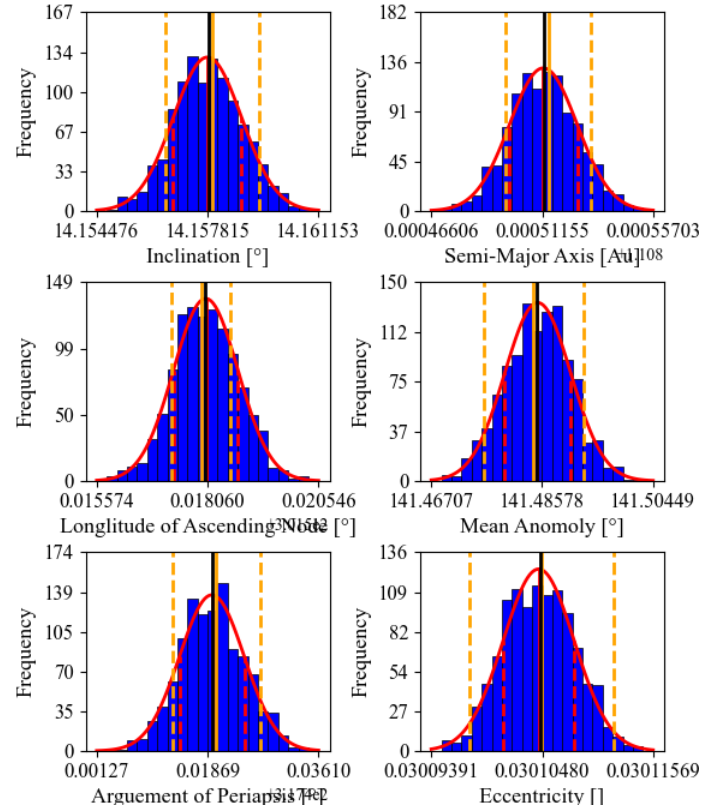 167
134
100
67
33
0
Frequency
14.154476 14.157815 14.161153
Inclination [°]
182
136
91
45
0
Frequency
0.00046606 0.00051155 0.00055703
Semi-Major Axis [Au]
149
99
50
0
Frequency
0.015574 0.018060 0.020546
Longlitude of Ascending Node [°]
150
112
75
37
0
Frequency
141.46707 141.48578 141.50449
Mean Anomoly [°]
174
139
105
70
35
0
Frequency
0.00127 0.01869 0.03610
Arguement of Periapsis [°]
136
109
82
54
27
0
Frequency
0.03009391 0.03010480 0.03011569
Eccentricity []